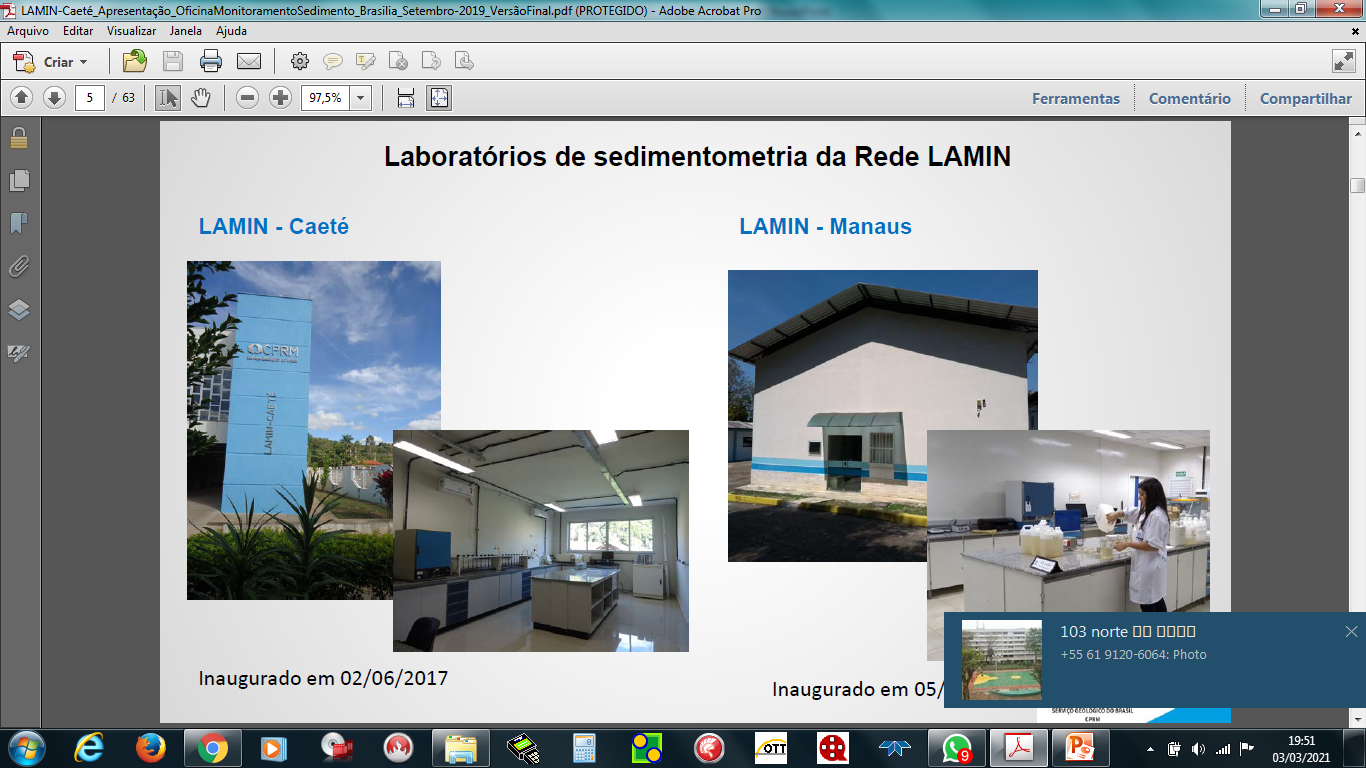 LAMIN-Caeté_Apresentação_OficinaMonitoramentoSedimento_Brasilia_Setembro-2019_VersãoFinal.pdf (PROTEGIDO) - Adobe Acrobat Pro
Arquivo Editar Visualizar Janela Ajuda
Criar
5 / 63 97,5% Ferramentas Comentário Compartilhar
Laboratórios de sedimentometria da Rede LAMIN
LAMIN - Caeté
LAMIN - Manaus
CPRM
LAMIN-CAETÉ
Inaugurado em 02/06/2017
Inaugurado em 05/
103 norte
+55 61 9120-6064: Photo
SERVIÇO GEOLÓGICO DO BRASIL
CPRM
OTT
9
19:51
03/03/2021